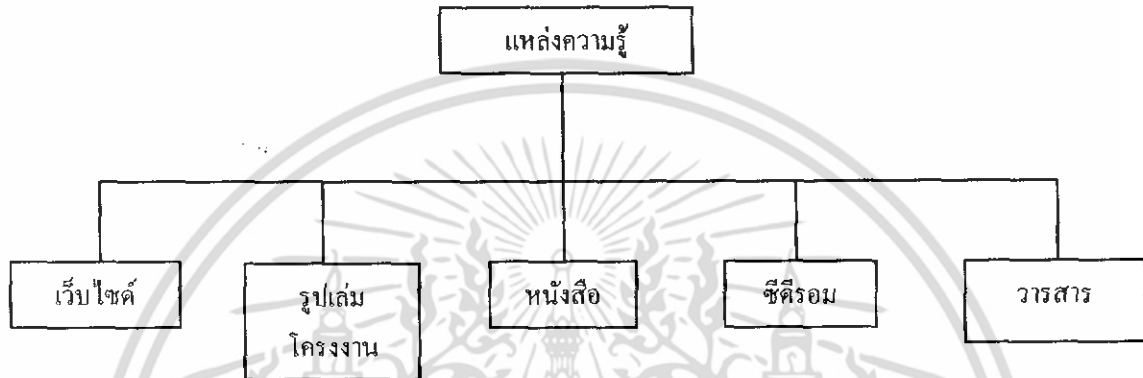 แหล่งความรู้
เว็บไซต์
รูปเล่ม
โครงงาน
หนังสือ
ซีดีรอม
วารสาร